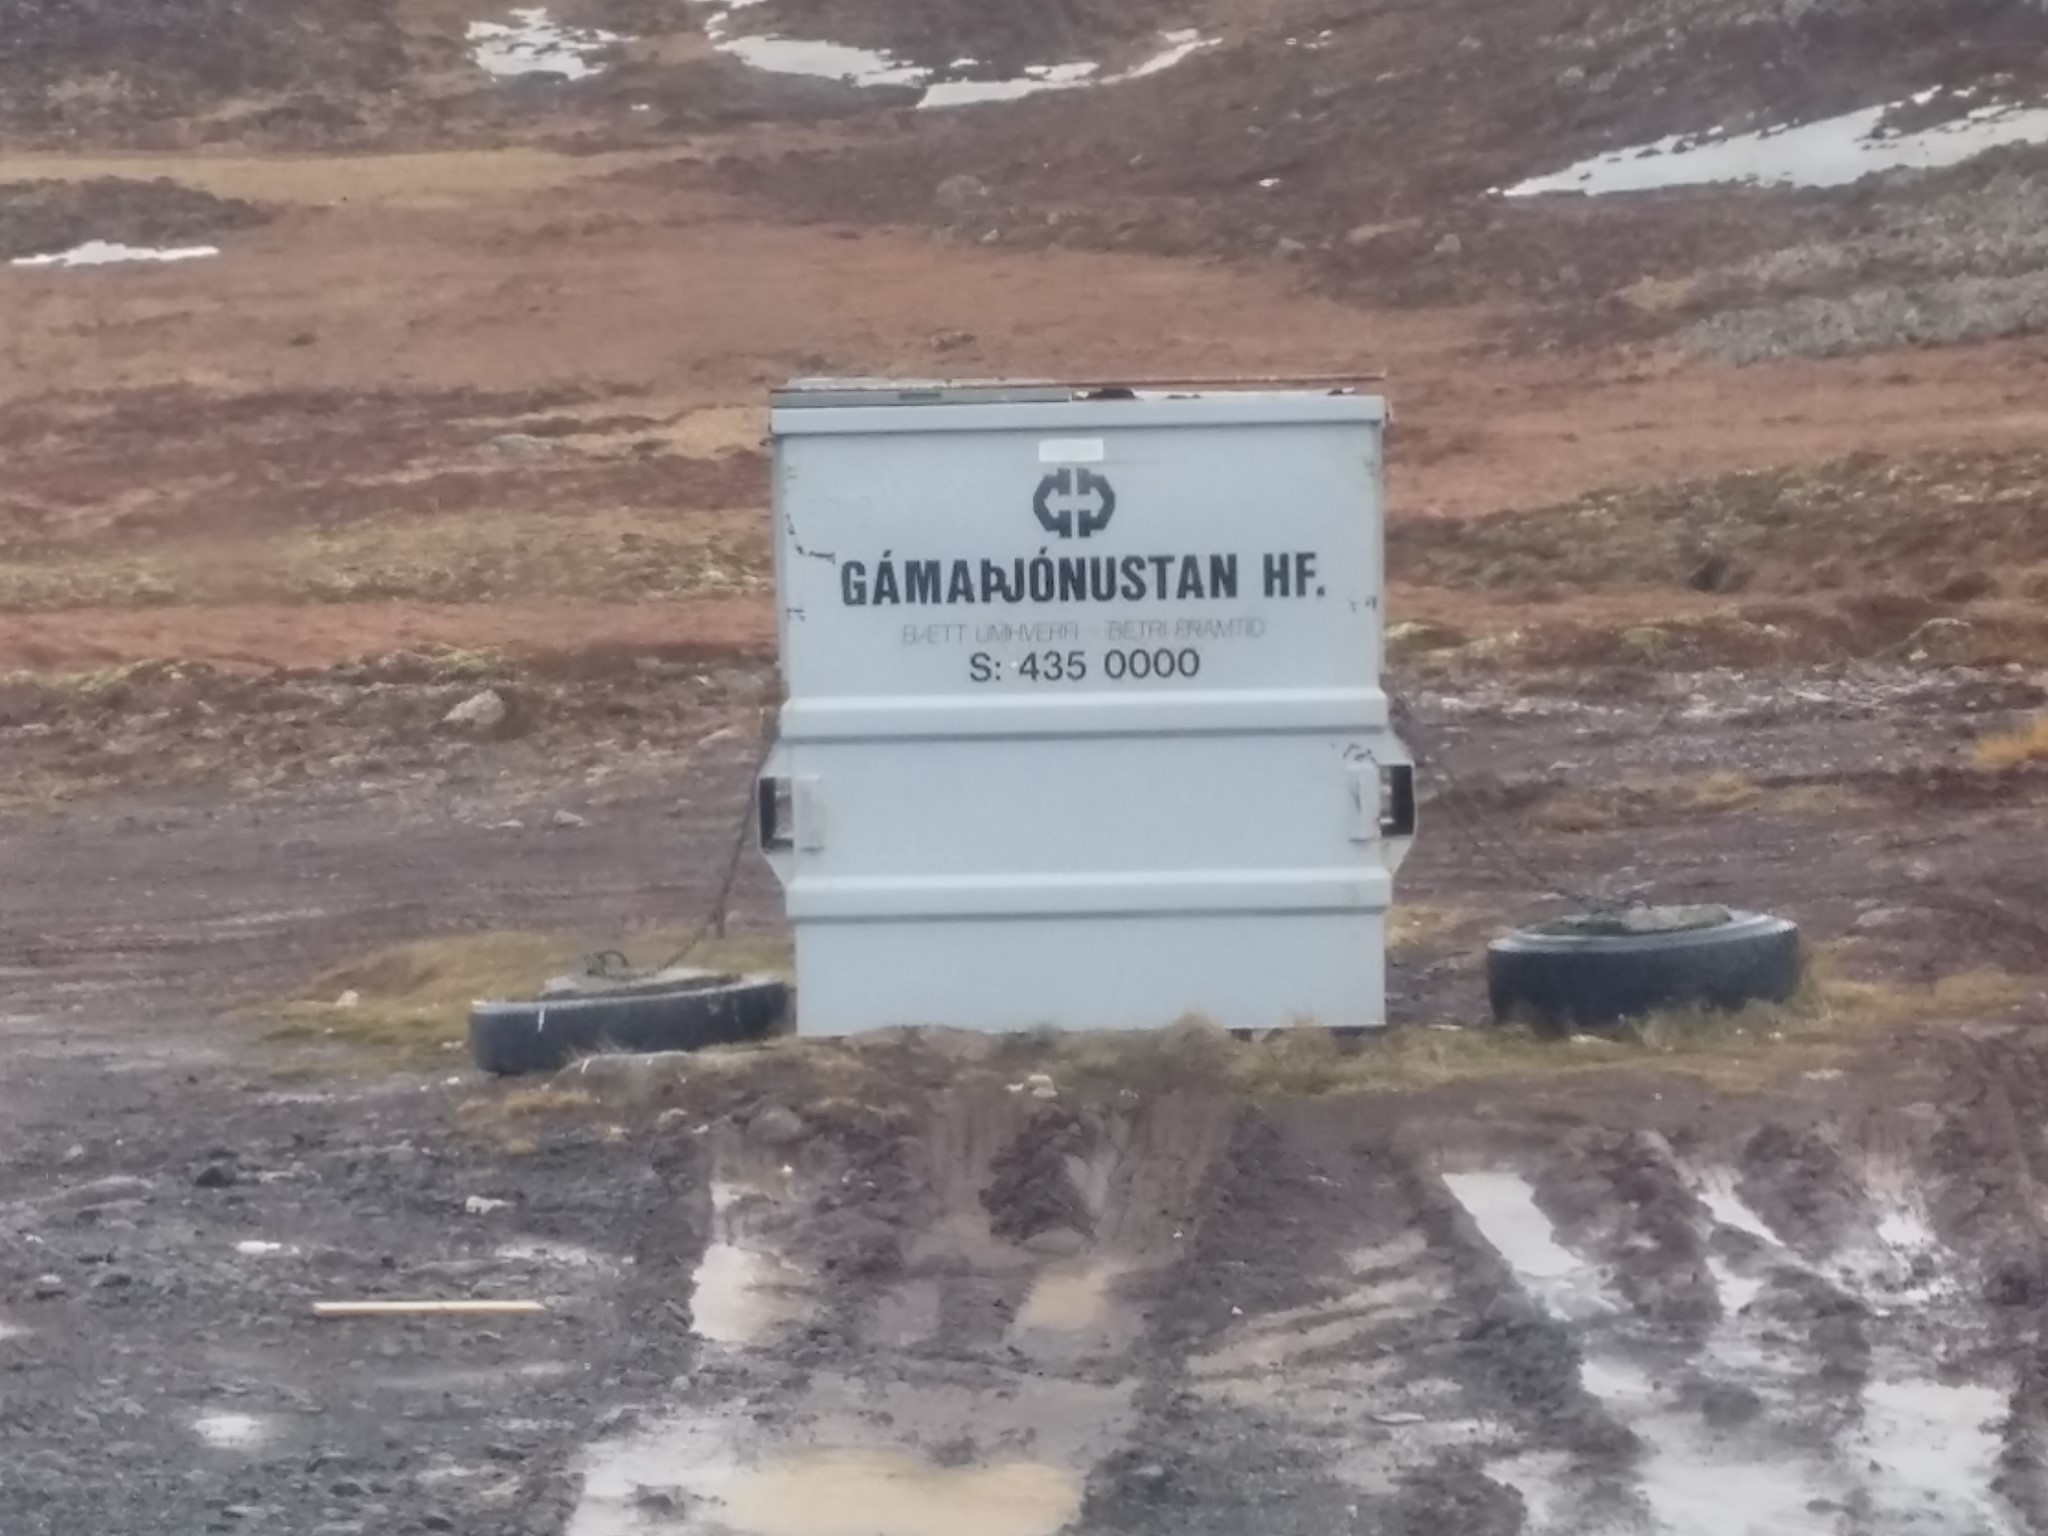 GÁMAÞJÓNUSTAN HF.
BÆTT UMHVERFI - BETRI FRAMTÍÐ
S: 435 0000